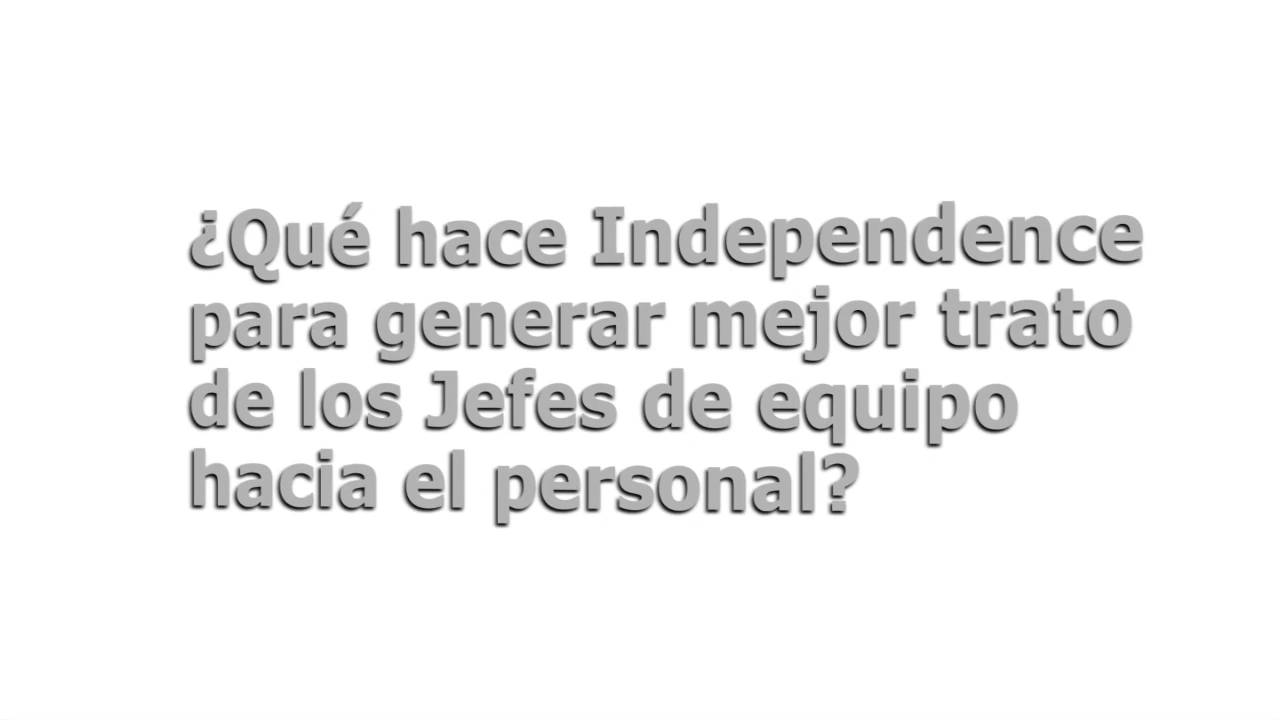 ¿Qué hace Independence
para generar mejor trato
de los Jefes de equipo
hacia el personal?